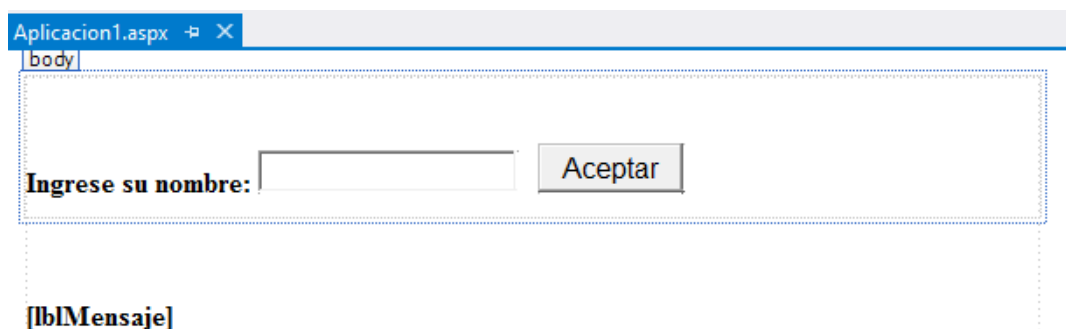 Aplicacion1.aspx
body
Ingrese su nombre: Aceptar
[lblMensaje]